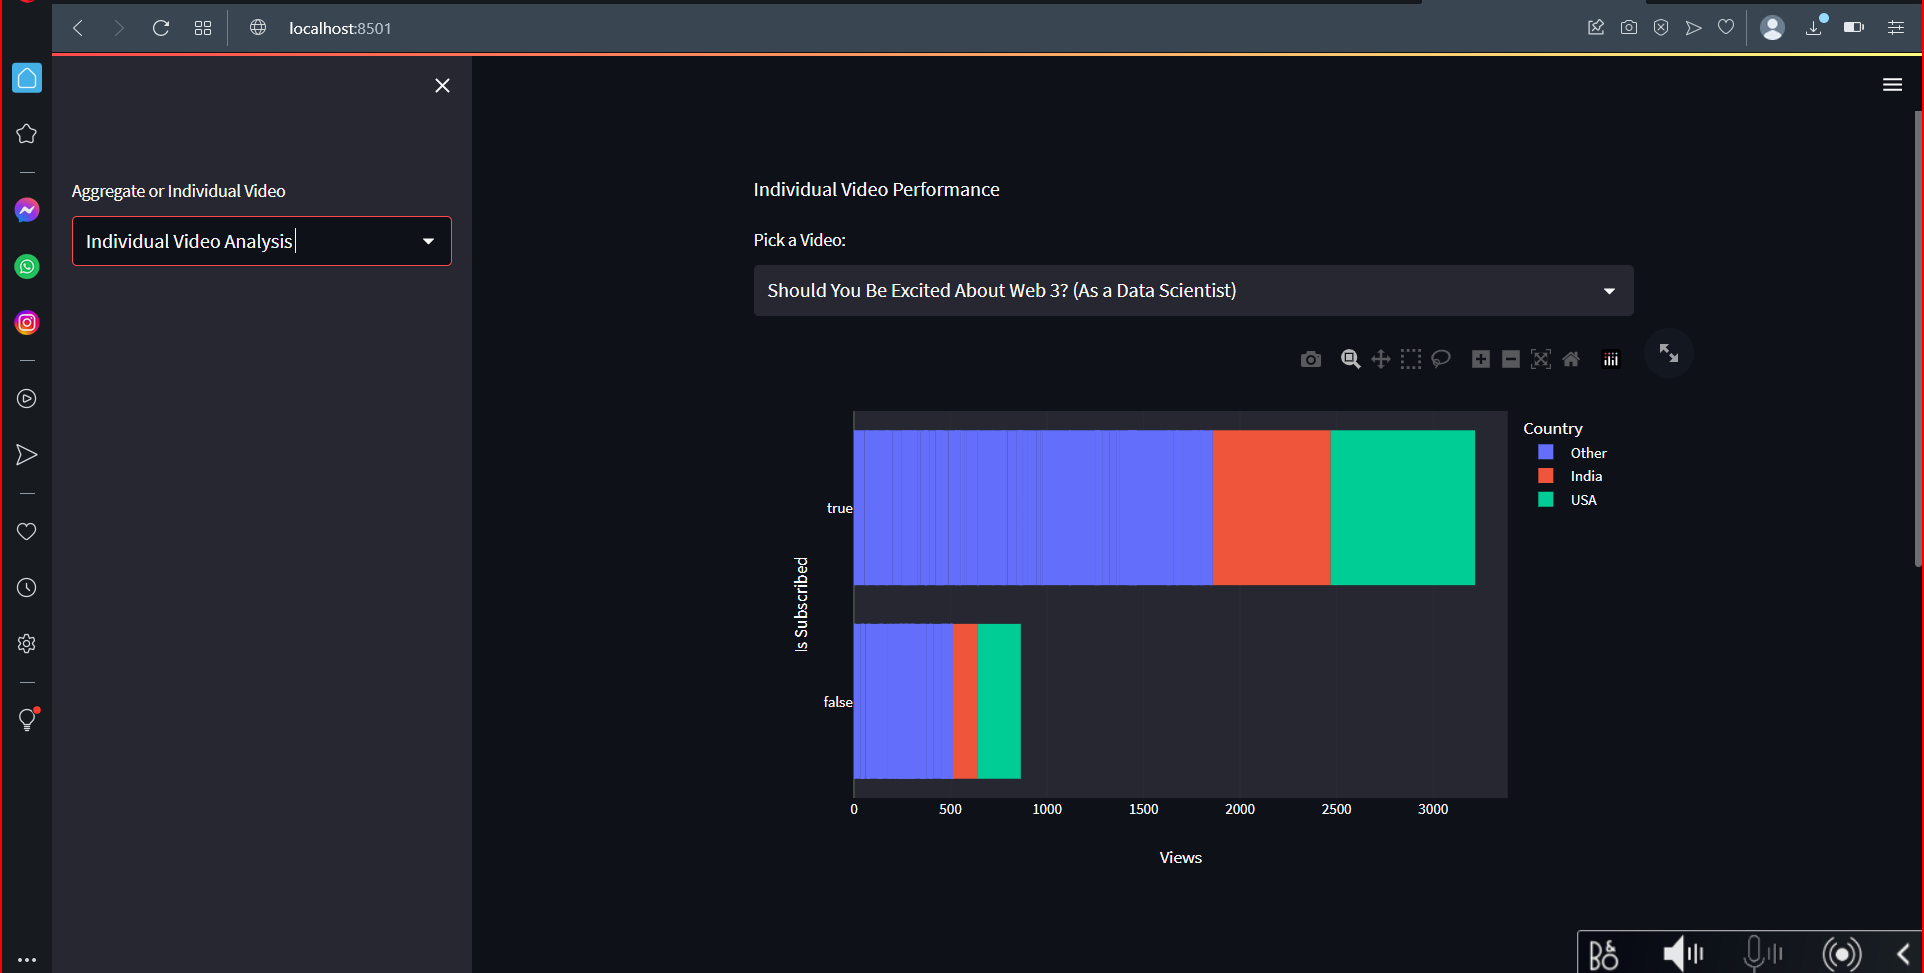 localhost:8501
Aggregate or Individual Video
Individual Video Analysis
Individual Video Performance
Pick a Video:
Should You Be Excited About Web 3? (As a Data Scientist)
Country
Other
India
USA
Is Subscribed
true
false
0 500 1000 1500 2000 2500 3000
Views
B&
BO